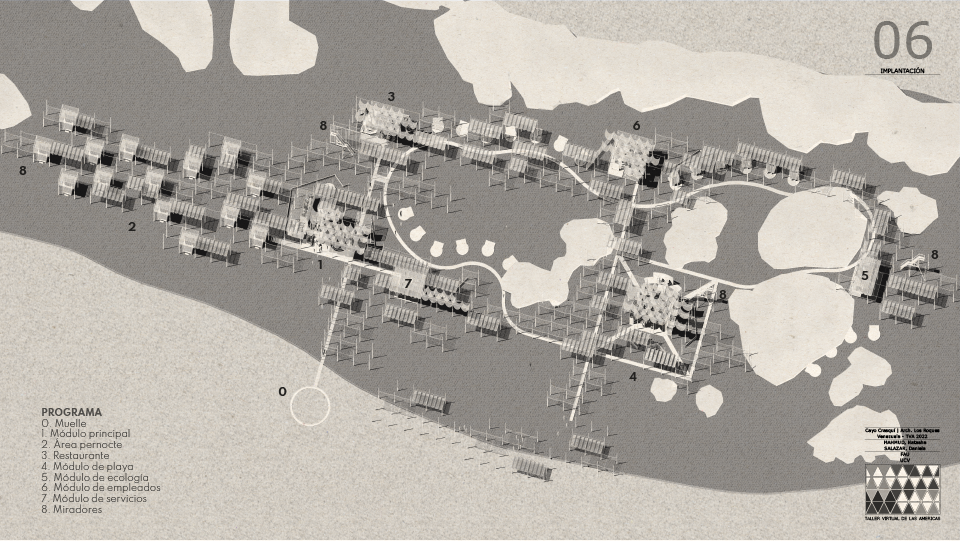 06
IMPLANTACIÓN
3
8
6
8
2
1
7
8
5
8
4
0
PROGRAMA
0. Muelle
1. Módulo principal
2. Área pernocte
3. Restaurante
4. Módulo de playa
5. Módulo de ecología
6. Módulo de empleados
7. Módulo de servicios
8. Miradores
Cayo Crasquí | Arch. Los Roques
Venezuela - TVA 2022
MAHMUD, Natasha
SALAZAR, Daniela
FAU
UCV
TALLER VIRTUAL DE LAS AMERICAS